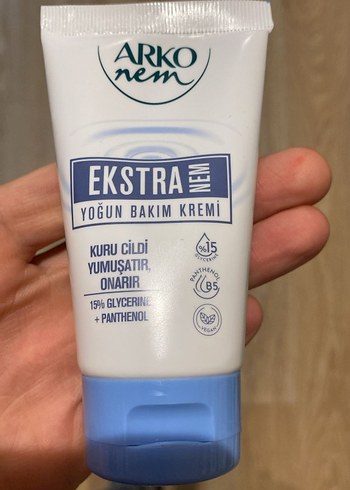 ARKO
nem
EKSTRA NEM
YOĞUN BAKIM KREMİ
KURU CİLDİ
YUMUŞATIR,
ONARIR
15% GLYCERINE
+ PANTHENOL
%15
GLYCERINE
PANTHENOL
B5
VEGAN